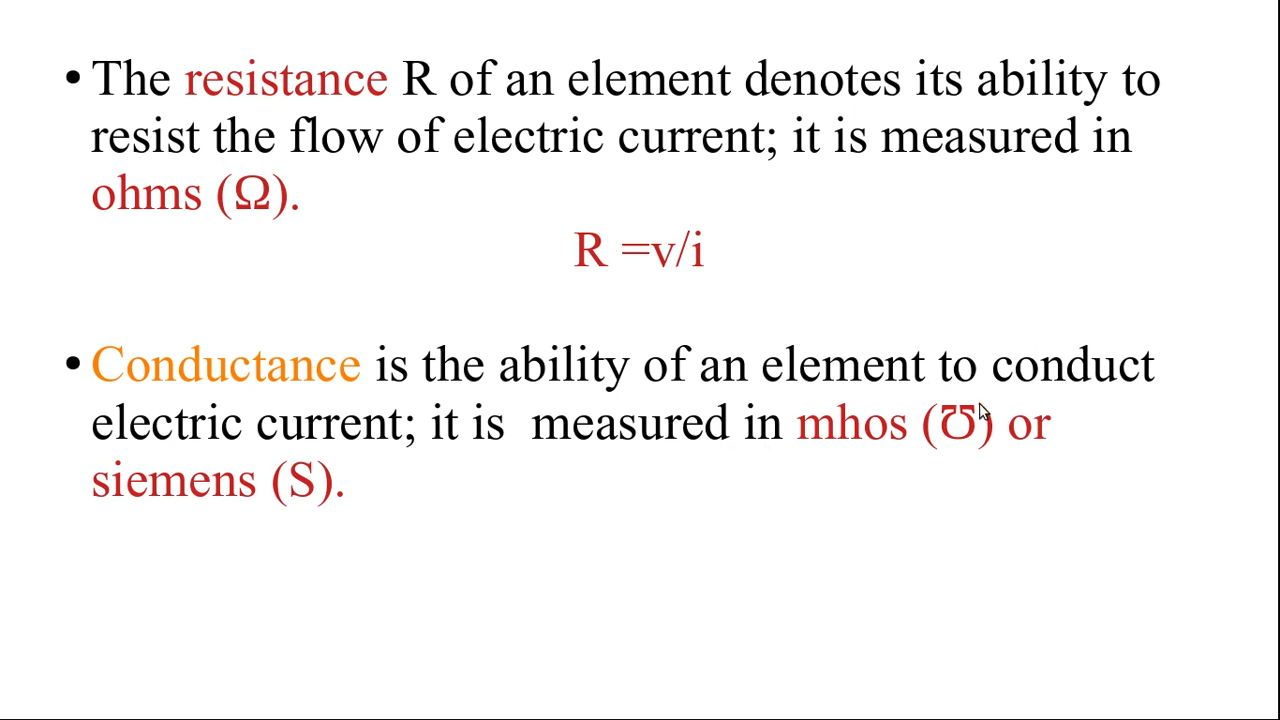 • The resistance R of an element denotes its ability to
resist the flow of electric current; it is measured in
ohms (Ω).
R =v/i
• Conductance is the ability of an element to conduct
electric current; it is  measured in mhos (℧) or
siemens (S).